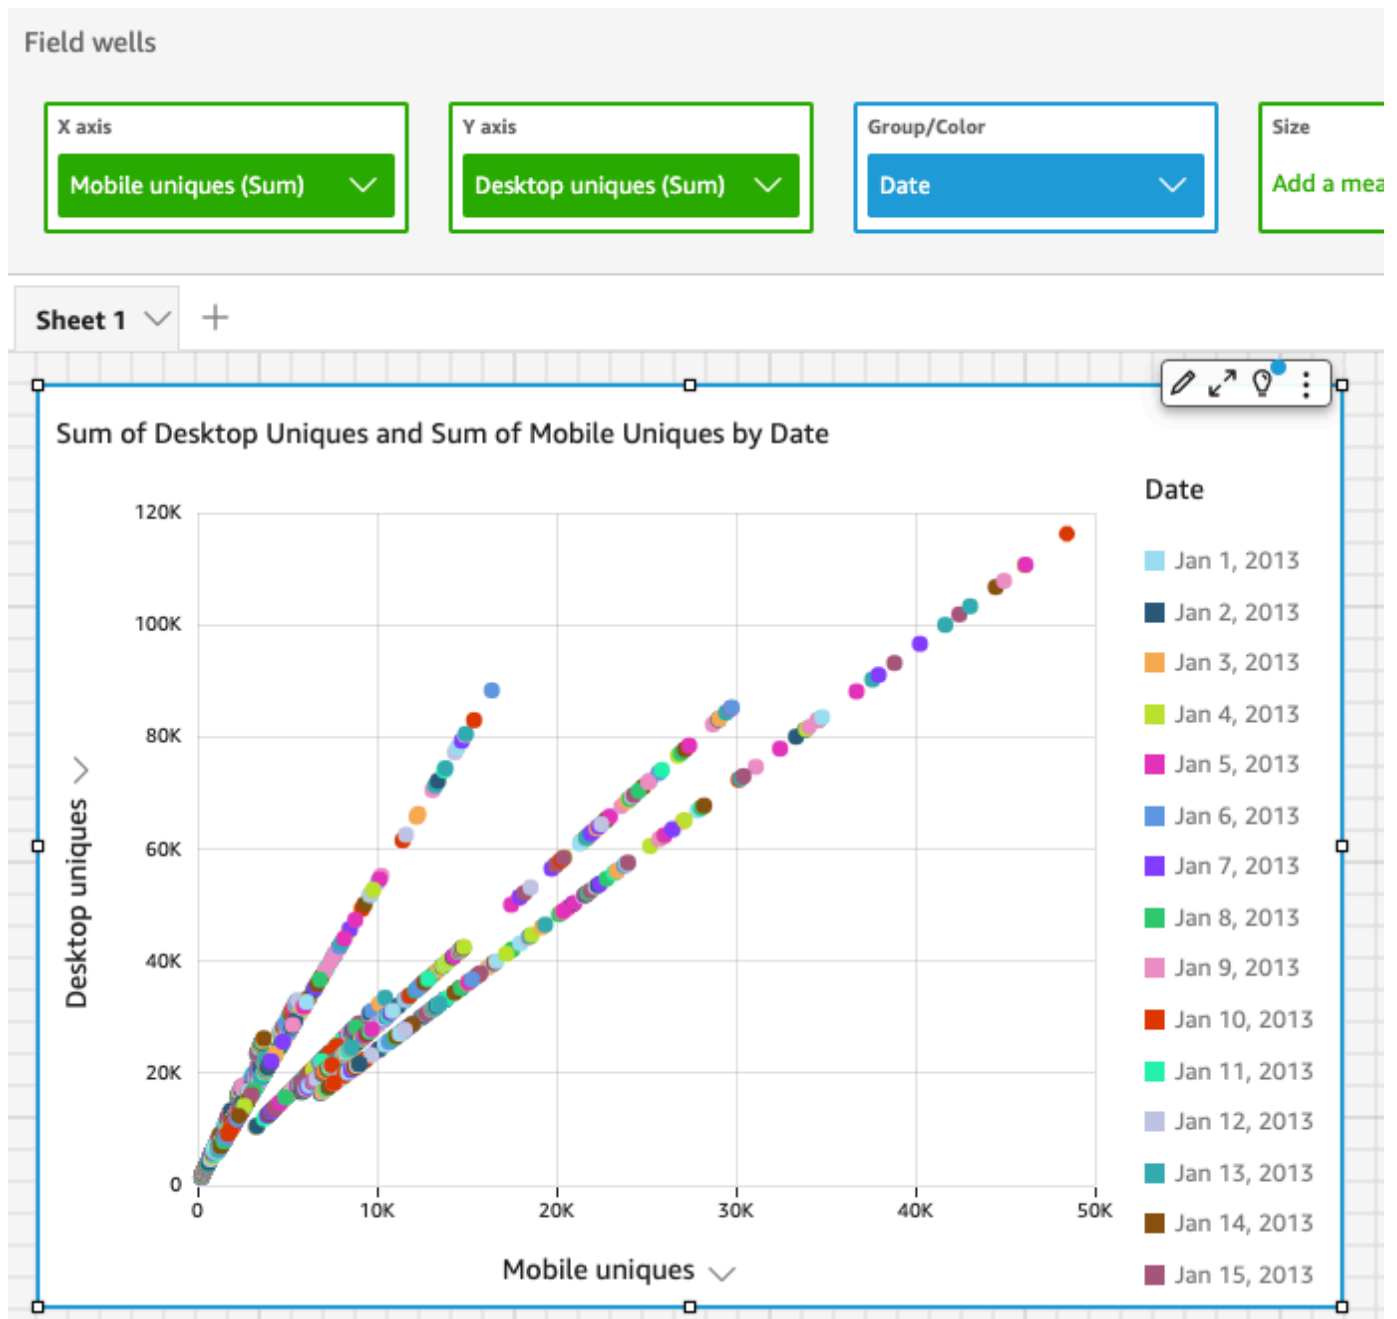 Field wells
X axis
Y axis
Group/Color
Size
Mobile uniques (Sum)
Desktop uniques (Sum)
Date
Add a mea
Sheet 1
Sum of Desktop Uniques and Sum of Mobile Uniques by Date
Desktop uniques
120K
100K
80K
60K
40K
20K
0
0
10K
20K
30K
40K
50K
Mobile uniques
Date
Jan 1, 2013
Jan 2, 2013
Jan 3, 2013
Jan 4, 2013
Jan 5, 2013
Jan 6, 2013
Jan 7, 2013
Jan 8, 2013
Jan 9, 2013
Jan 10, 2013
Jan 11, 2013
Jan 12, 2013
Jan 13, 2013
Jan 14, 2013
Jan 15, 2013